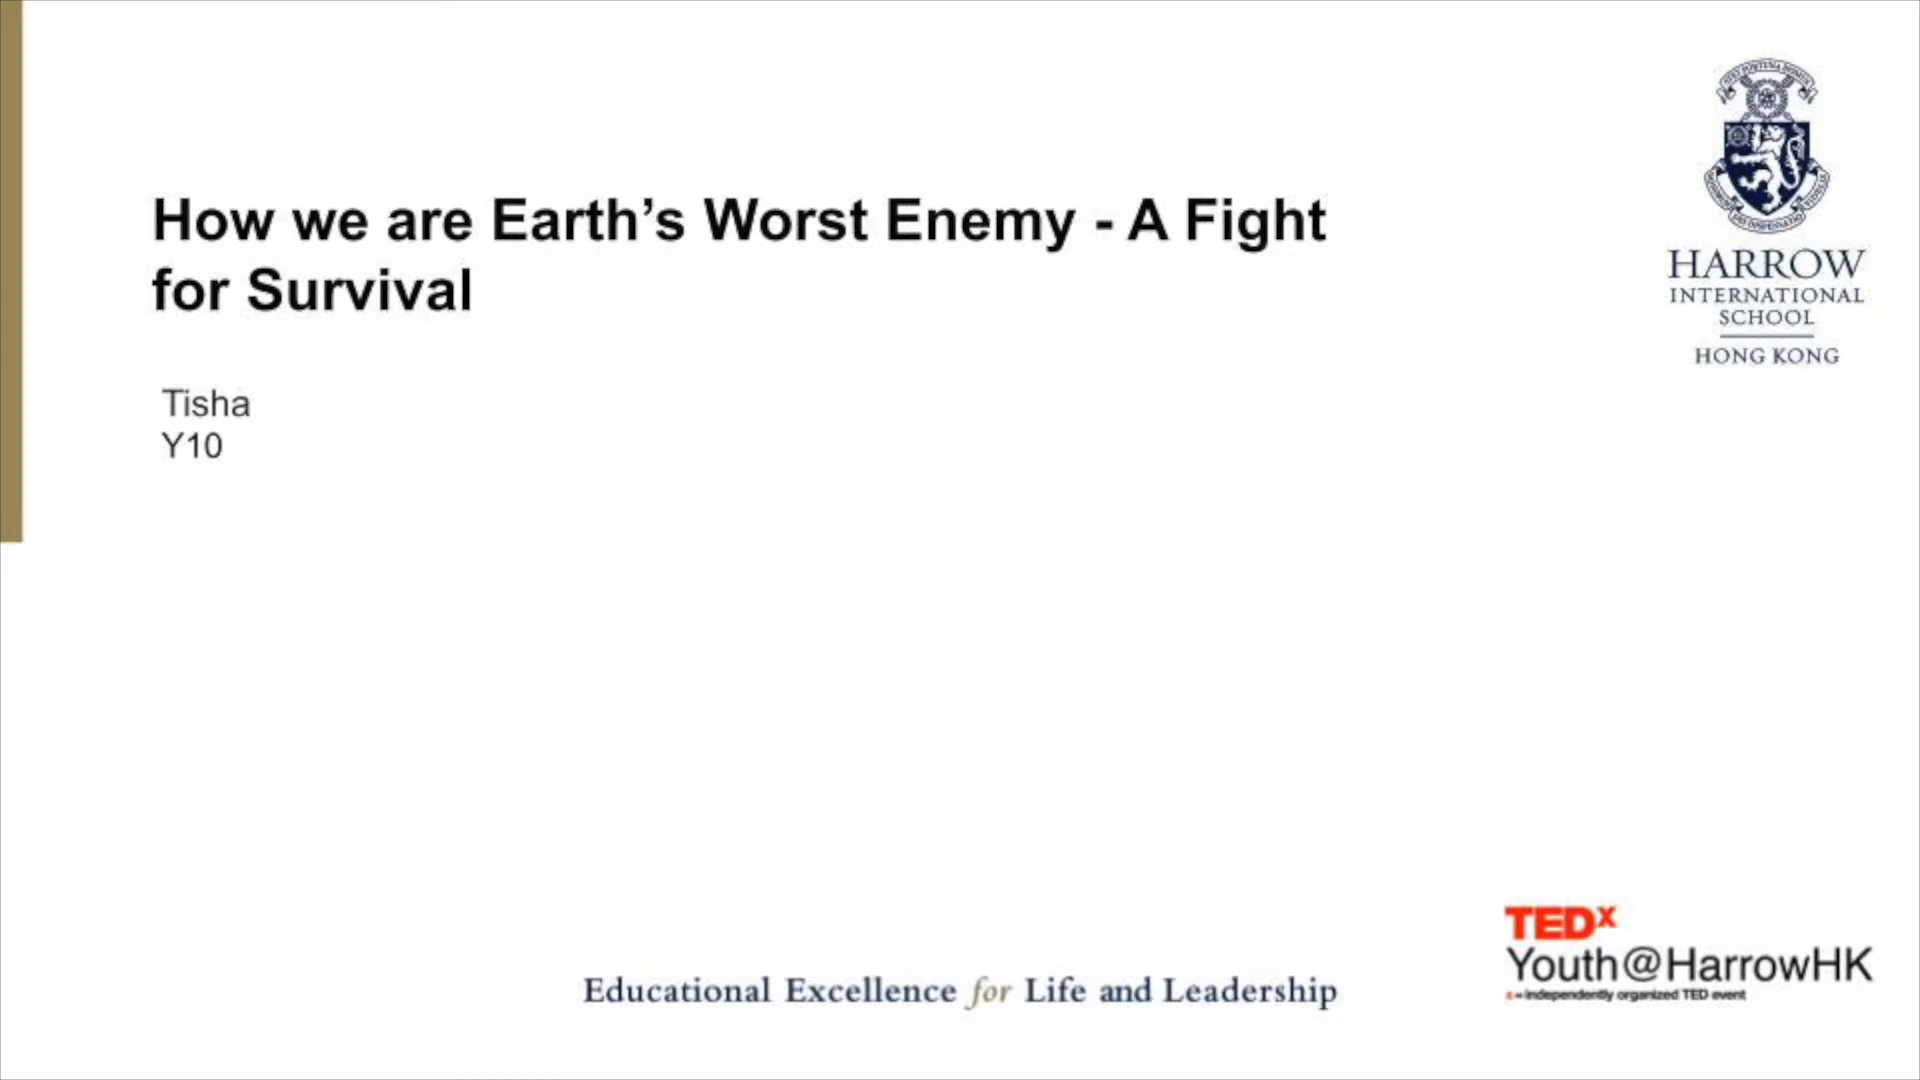 How we are Earth's Worst Enemy - A Fight
for Survival
Tisha
Y10
HARROW
INTERNATIONAL
SCHOOL
HONG KONG
TEDx
Youth@HarrowHK
x = independently organized TED event
Educational Excellence for Life and Leadership